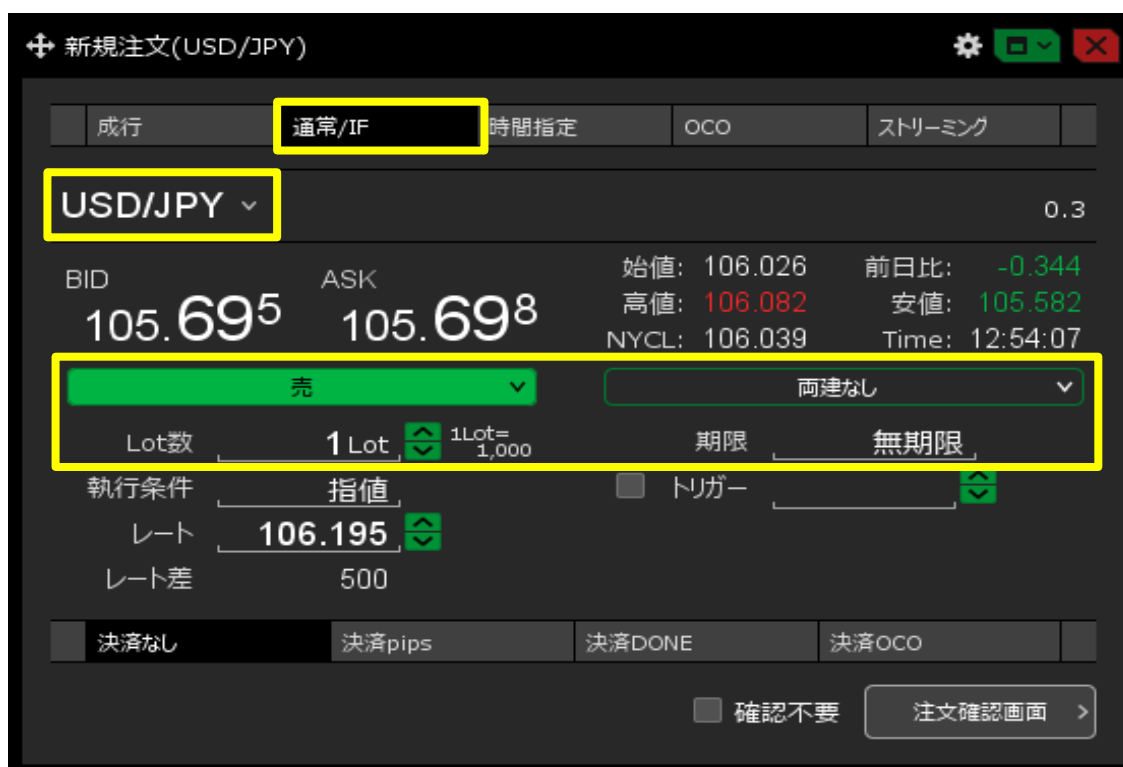 新規注文(USD/JPY)
成行 通常/IF 時間指定 OCO ストリーミング
USD/JPY 0.3
BID ASK 始値: 106.026 前日比: -0.344
105.695 105.698 高値: 106.082 安値: 105.582
NYCL: 106.039 Time: 12:54:07
売 両建なし
Lot数 1 Lot 1Lot= 1,000 期限 無期限
執行条件 指値 トリガー
レート 106.195
レート差 500
決済なし 決済pips 決済DONE 決済OCO
確認不要 注文確認画面 >